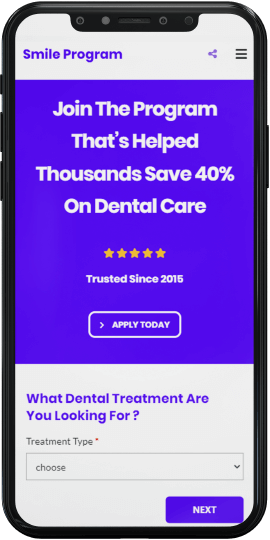 Smile Program
Join The Program
That's Helped
Thousands Save 40%
On Dental Care
Trusted Since 2015
> APPLY TODAY
What Dental Treatment Are
You Looking For ?
Treatment Type *
choose
NEXT